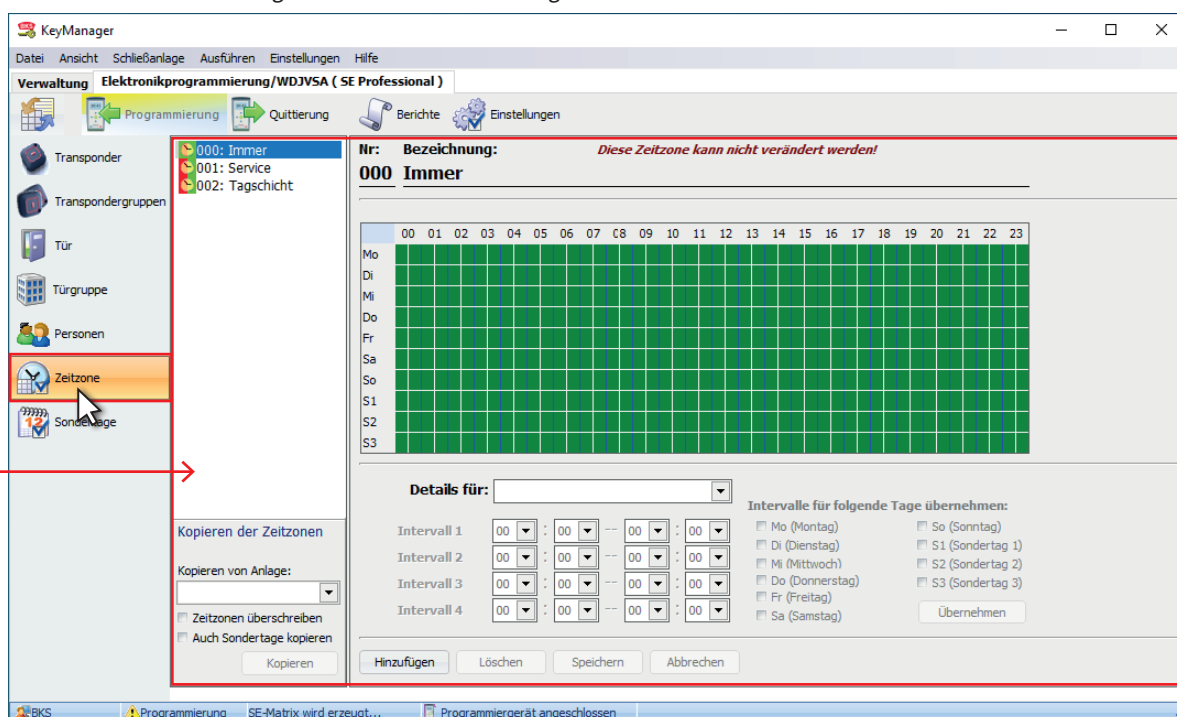 KeyManager
Datei Ansicht Schließanlage Ausführen Einstellungen Hilfe
Verwaltung Elektronikprogrammierung/WDJVSA ( SE Professional )
Programmierung Quittierung Berichte Einstellungen
Transponder
Transpondergruppen
Tür
Türgruppe
Personen
Zeitzone
Sondertage
000: Immer
001: Service
002: Tagschicht
Kopieren der Zeitzonen
Kopieren von Anlage:
Zeitzonen überschreiben
Auch Sondertage kopieren
Kopieren
Nr: Bezeichnung: Diese Zeitzone kann nicht verändert werden!
000 Immer
00 01 02 03 04 05 06 07 08 09 10 11 12 13 14 15 16 17 18 19 20 21 22 23
Mo
Di
Mi
Do
Fr
Sa
So
S1
S2
S3
Details für:
Intervall 1 00 : 00 -- 00 : 00
Intervall 2 00 : 00 -- 00 : 00
Intervall 3 00 : 00 -- 00 : 00
Intervall 4 00 : 00 -- 00 : 00
Intervalle für folgende Tage übernehmen:
Mo (Montag)
Di (Dienstag)
Mi (Mittwoch)
Do (Donnerstag)
Fr (Freitag)
Sa (Samstag)
So (Sonntag)
S1 (Sondertag 1)
S2 (Sondertag 2)
S3 (Sondertag 3)
Übernehmen
Hinzufügen Löschen Speichern Abbrechen
BKS Programmierung SE-Matrix wird erzeugt... Programmiergerät angeschlossen